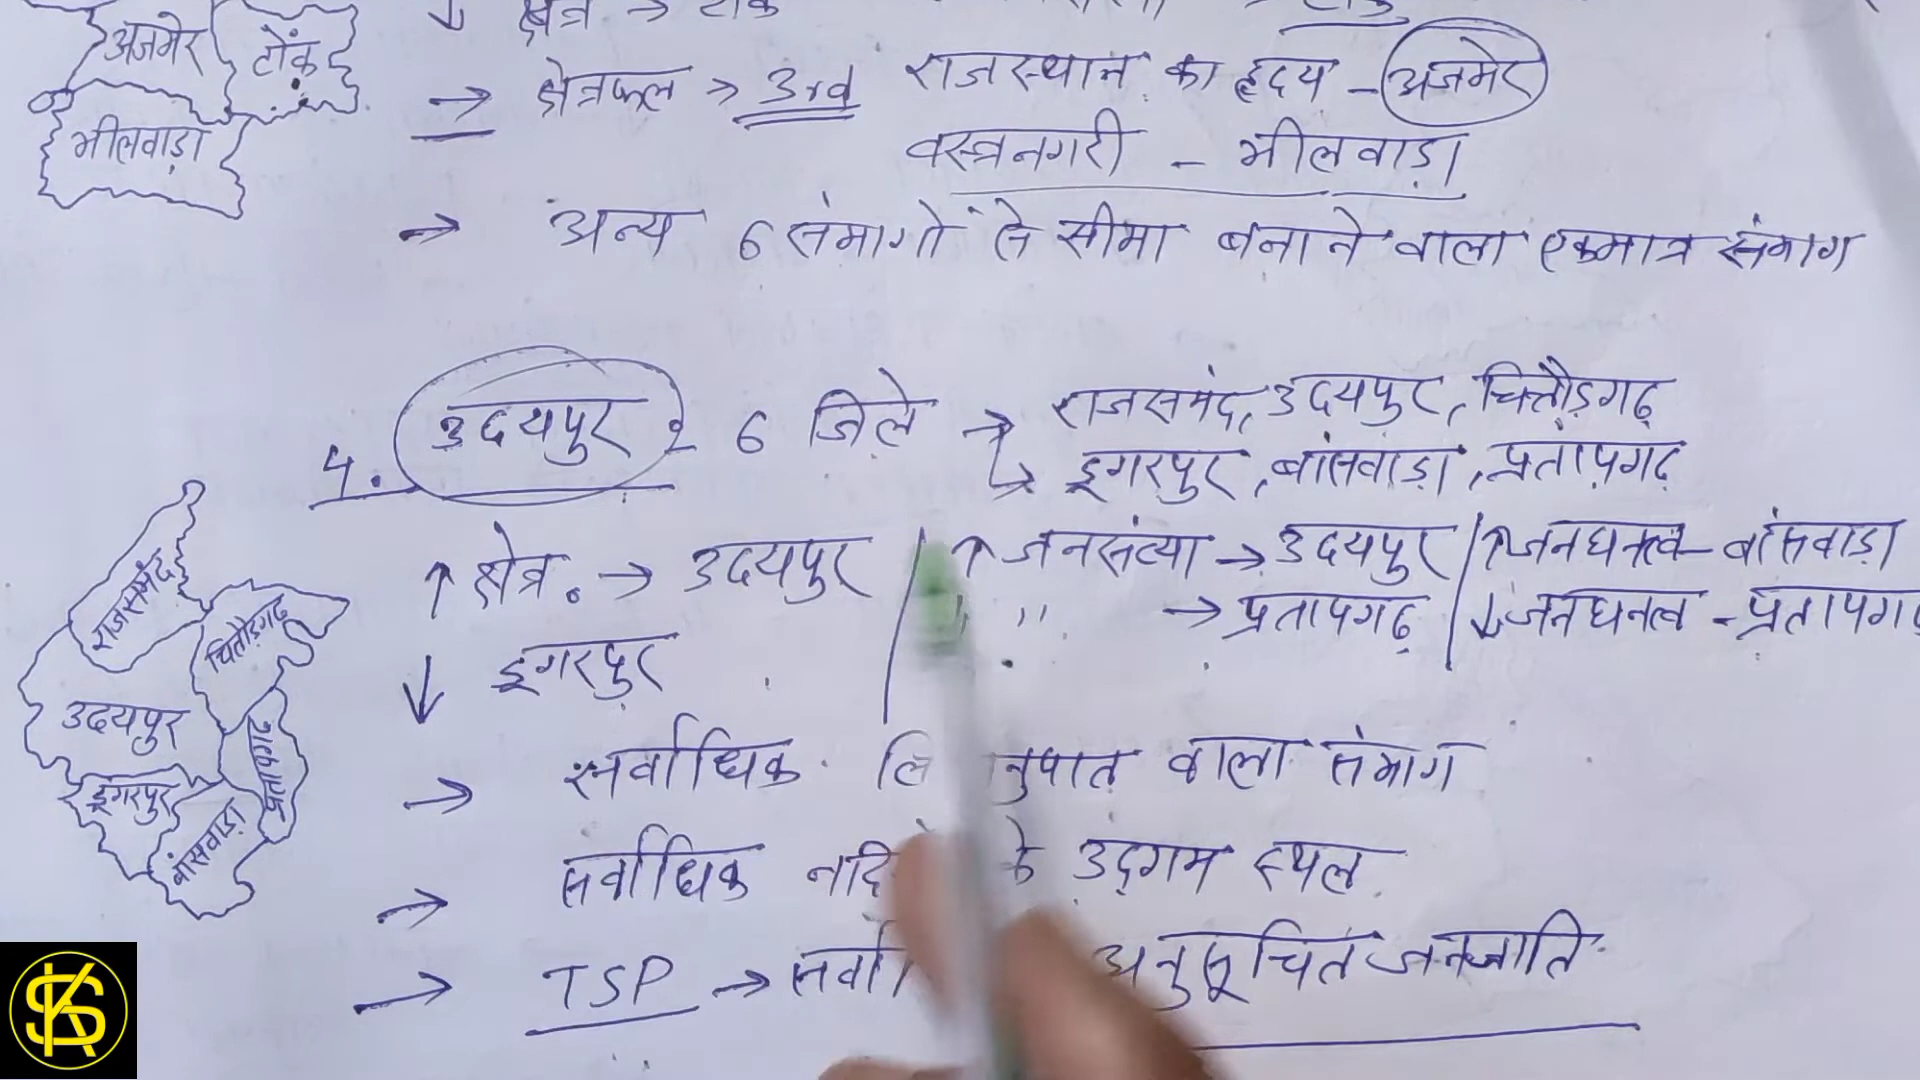 ↓ क्षेत्र. → टोंक
अजमेर
टोंक
भीलवाड़ा
→ क्षेत्रफल → 3rd
राजस्थान का हृदय - अजमेर
वस्त्रनगरी - भीलवाड़ा
→ अन्य 6 संभागों से सीमा बनाने वाला एकमात्र संभाग
4. उदयपुर = 6 जिले → राजसमंद, उदयपुर, चित्तौड़गढ़
डूंगरपुर, बांसवाड़ा, प्रतापगढ़
↑ क्षेत्र. → उदयपुर / ↑ जनसंख्या → उदयपुर / ↑ जनघनत्व - बांसवाड़ा
" → प्रतापगढ़ / ↓ जनघनत्व - प्रतापगढ़
↓ डूंगरपुर
→ सर्वाधिक लि नुपात वाला संभाग
→ सर्वाधिक नदि के उद्गम स्थल
→ TSP → सर्वा अनुसूचित जनजाति
राजसमंद
चित्तौड़गढ़
उदयपुर
प्रतापगढ़
डूंगरपुर
बांसवाड़ा